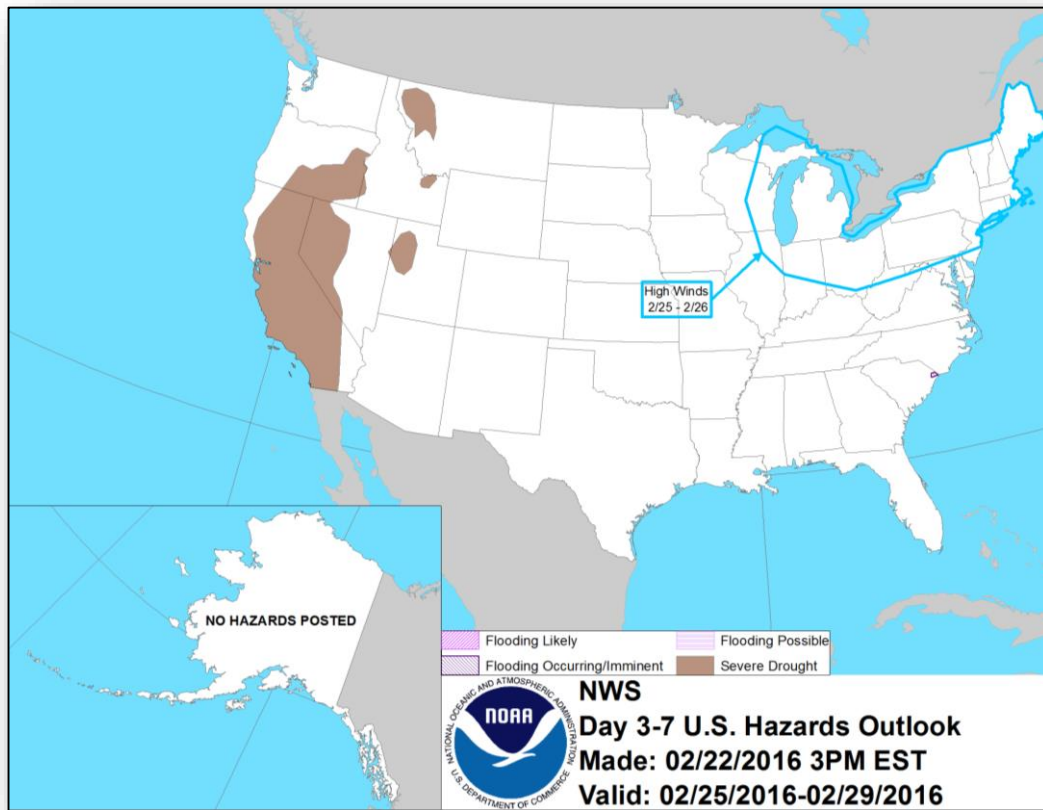 High Winds
2/25 - 2/26
NO HAZARDS POSTED
Flooding Likely
Flooding Possible
Flooding Occurring/Imminent
Severe Drought
NATIONAL OCEANIC AND ATMOSPHERIC ADMINISTRATION
NOAA
U.S. DEPARTMENT OF COMMERCE
NWS
Day 3-7 U.S. Hazards Outlook
Made: 02/22/2016 3PM EST
Valid: 02/25/2016-02/29/2016